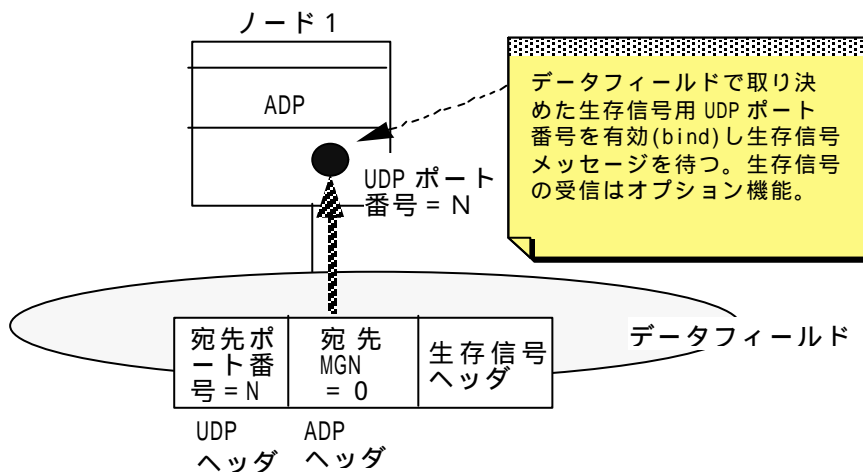 ノード 1
ADP
データフィールドで取り決
めた生存信号用 UDP ポート
番号を有効(bind)し生存信号
メッセージを待つ。生存信号
の受信はオプション機能。
UDP ポート
番号 = N
データフィールド
宛先ポ
ート番
号 = N
宛 先
MGN
= 0
生存信号
ヘッダ
UDP
ヘッダ
ADP
ヘッダ